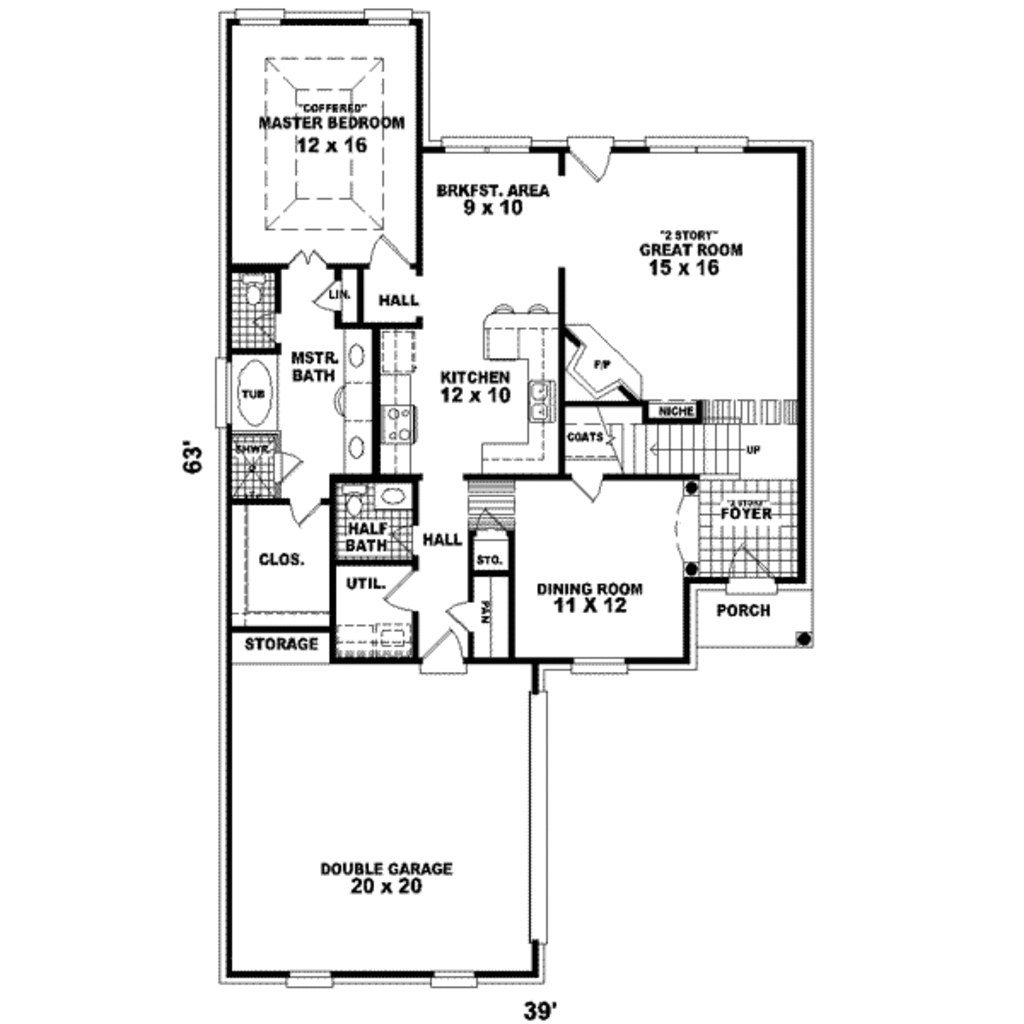 "COFFERED"
MASTER BEDROOM
12 x 16
BRKFST. AREA
9 x 10
"2 STORY"
GREAT ROOM
15 x 16
LIN.
HALL
MSTR.
BATH
KITCHEN
12 x 10
F/P
TUB
NICHE
COATS
UP
SHWR.
63'
"2 STORY"
FOYER
HALF
BATH
HALL
CLOS.
STO.
UTIL.
DINING ROOM
11 X 12
PAN
PORCH
STORAGE
DOUBLE GARAGE
20 x 20
39'